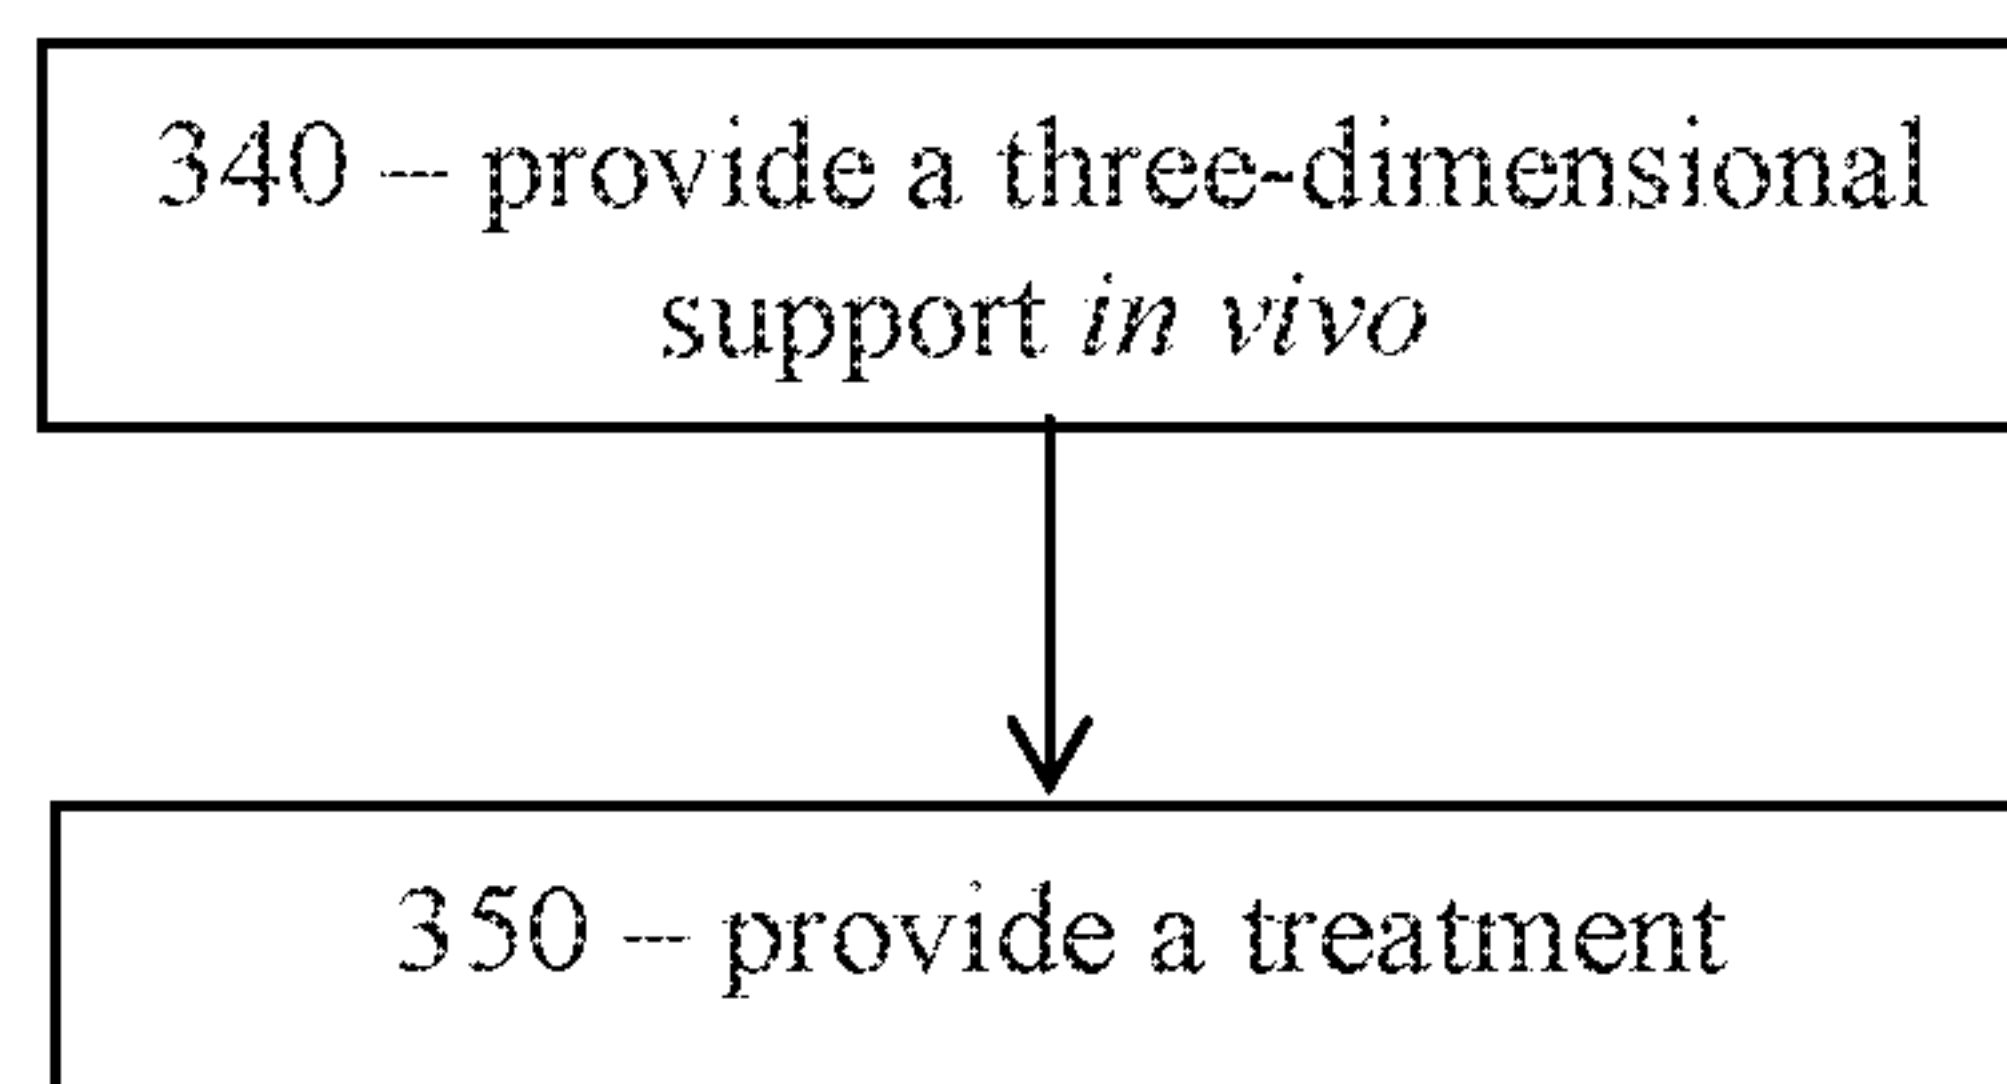 340 – provide a three-dimensional
support in vivo
350 – provide a treatment